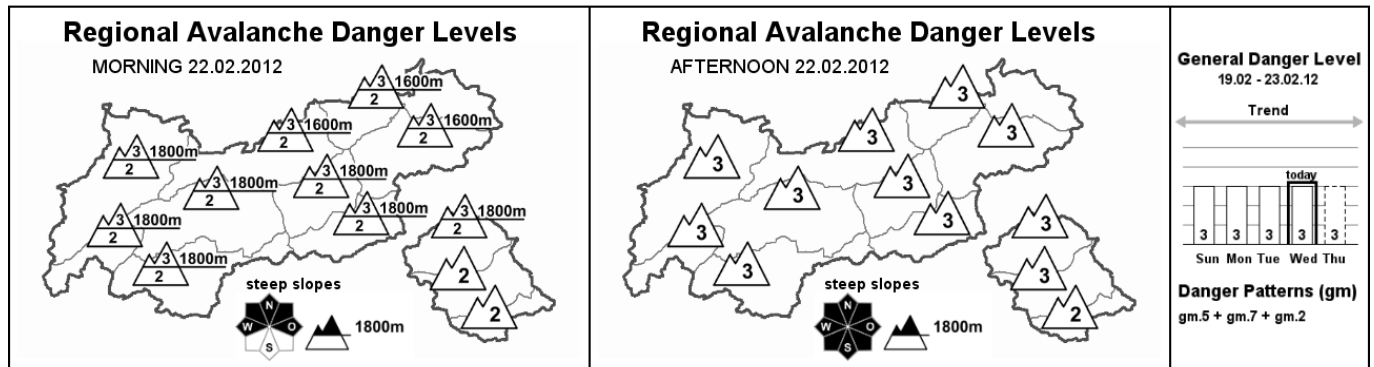 Regional Avalanche Danger Levels
MORNING 22.02.2012
3 1600m
2
3 1600m
2
3 1600m
2
3 1800m
2
3 1800m
2
3 1800m
2
3 1800m
2
3 1800m
2
3 1800m
2
3 1800m
2
2
2
steep slopes
N
W O
S
1800m
Regional Avalanche Danger Levels
AFTERNOON 22.02.2012
3
3
3
3
3
3
3
3
3
3
3
2
steep slopes
N
W O
S
1800m
General Danger Level
19.02 - 23.02.12
Trend
today
3 3 3 3 3
Sun Mon Tue Wed Thu
Danger Patterns (gm)
gm.5 + gm.7 + gm.2